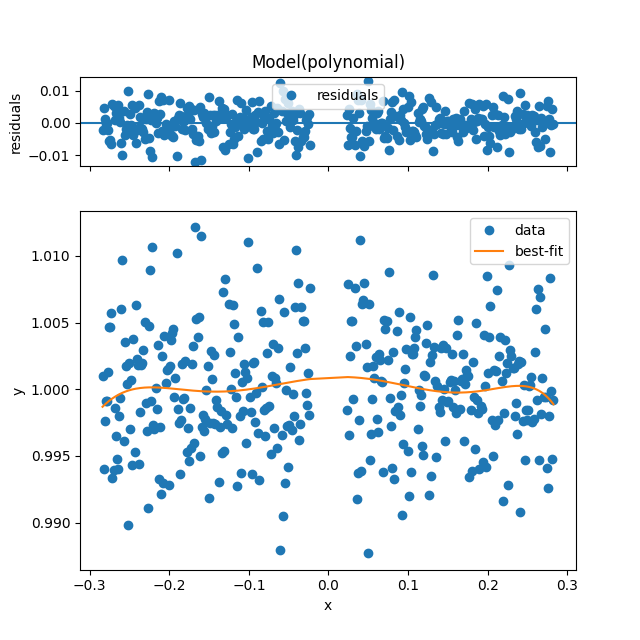 Model(polynomial)
0.01
0.00
−0.01
residuals
residuals
1.010
1.005
1.000
0.995
0.990
y
data
best-fit
−0.3
−0.2
−0.1
0.0
0.1
0.2
0.3
x